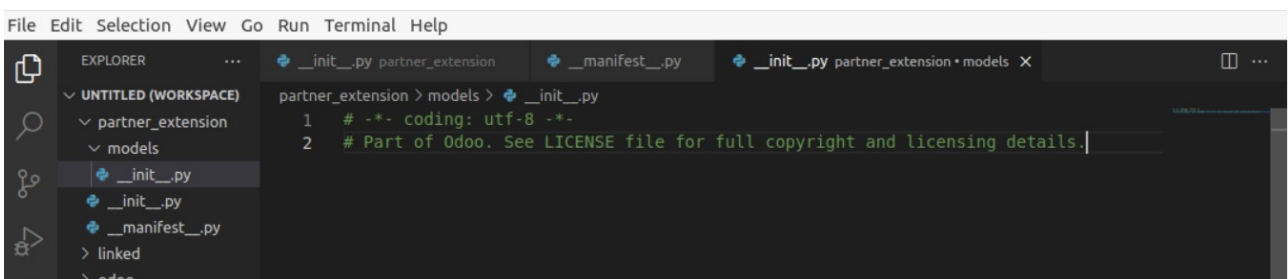 File Edit Selection View Go Run Terminal Help
EXPLORER ...
__init__.py partner_extension
__manifest__.py
__init__.py partner_extension • models X
...
UNTITLED (WORKSPACE)
partner_extension > models > __init__.py
partner_extension
1 # -*- coding: utf-8 -*-
models
2 # Part of Odoo. See LICENSE file for full copyright and licensing details.
__init__.py
__init__.py
__manifest__.py
> linked